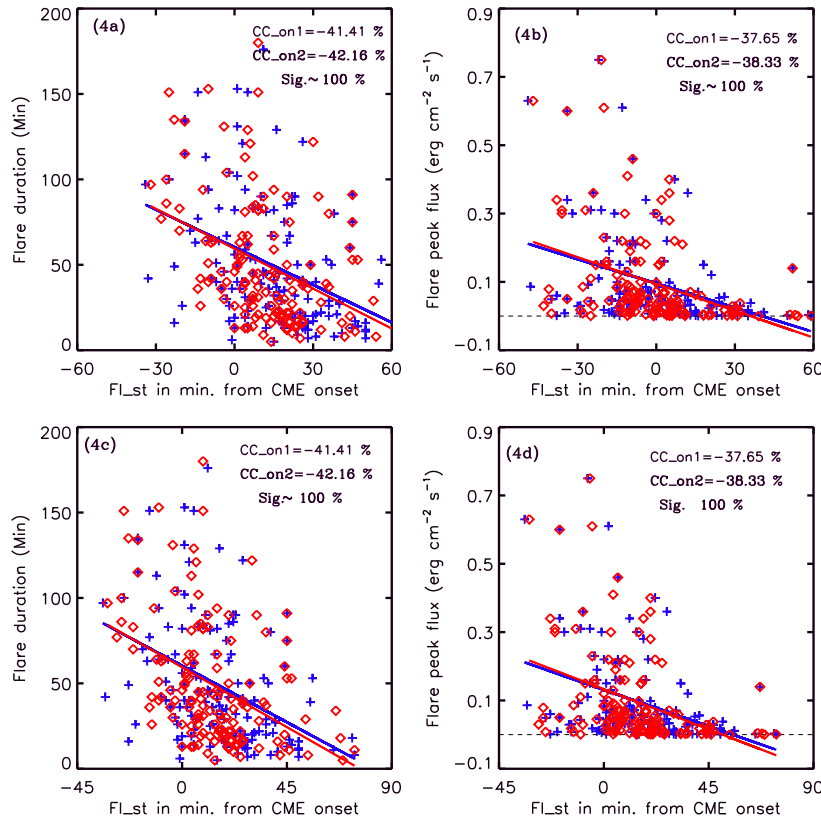 (4a)
CC_on1=−41.41 %
CC_on2=−42.16 %
Sig.~ 100 %
200
150
100
50
0
Flare duration (Min)
−60
−30
0
30
60
Fl_st in min. from CME onset
(4b)
CC_on1=−37.65 %
CC_on2=−38.33 %
Sig.~ 100 %
0.9
0.7
0.5
0.3
0.1
−0.1
Flare peak flux (erg cm−2 s−1)
−60
−30
0
30
60
Fl_st in min. from CME onset
(4c)
CC_on1=−41.41 %
CC_on2=−42.16 %
Sig.~ 100 %
200
150
100
50
0
Flare duration (Min)
−45
0
45
90
Fl_st in min. from CME onset
(4d)
CC_on1=−37.65 %
CC_on2=−38.33 %
Sig. 100 %
0.9
0.7
0.5
0.3
0.1
−0.1
Flare peak flux (erg cm−2 s−1)
−45
0
45
90
Fl_st in min. from CME onset